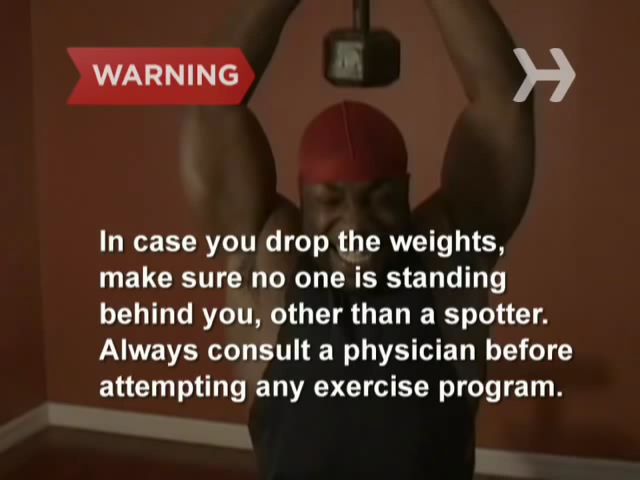 WARNING
In case you drop the weights,
make sure no one is standing
behind you, other than a spotter.
Always consult a physician before
attempting any exercise program.